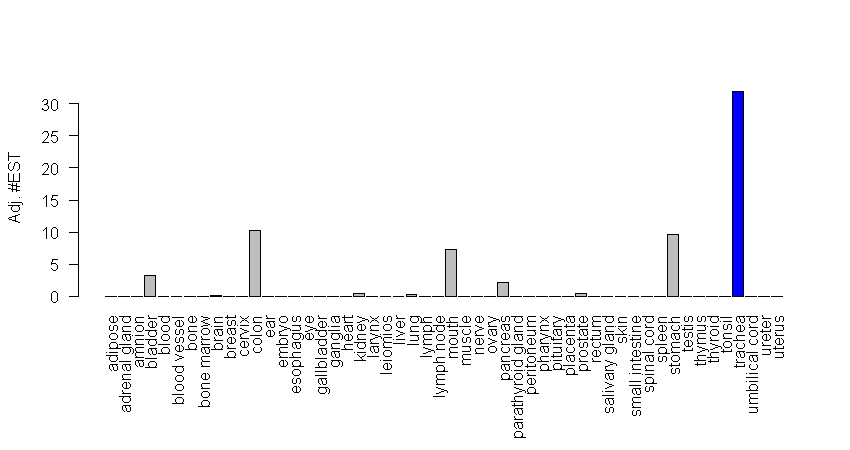 Adj. #EST
30
25
20
15
10
5
0
adipose
adrenal gland
amnion
bladder
blood
blood vessel
bone
bone marrow
brain
breast
cervix
colon
ear
embryo
esophagus
eye
gallbladder
ganglia
heart
kidney
larynx
leiomios
liver
lung
lymph
lymph node
mouth
muscle
nerve
ovary
pancreas
parathyroid gland
peritoneum
pharynx
pituitary
placenta
prostate
rectum
salivary gland
skin
small intestine
spinal cord
spleen
stomach
testis
thymus
thyroid
tonsil
trachea
umbilical cord
ureter
uterus